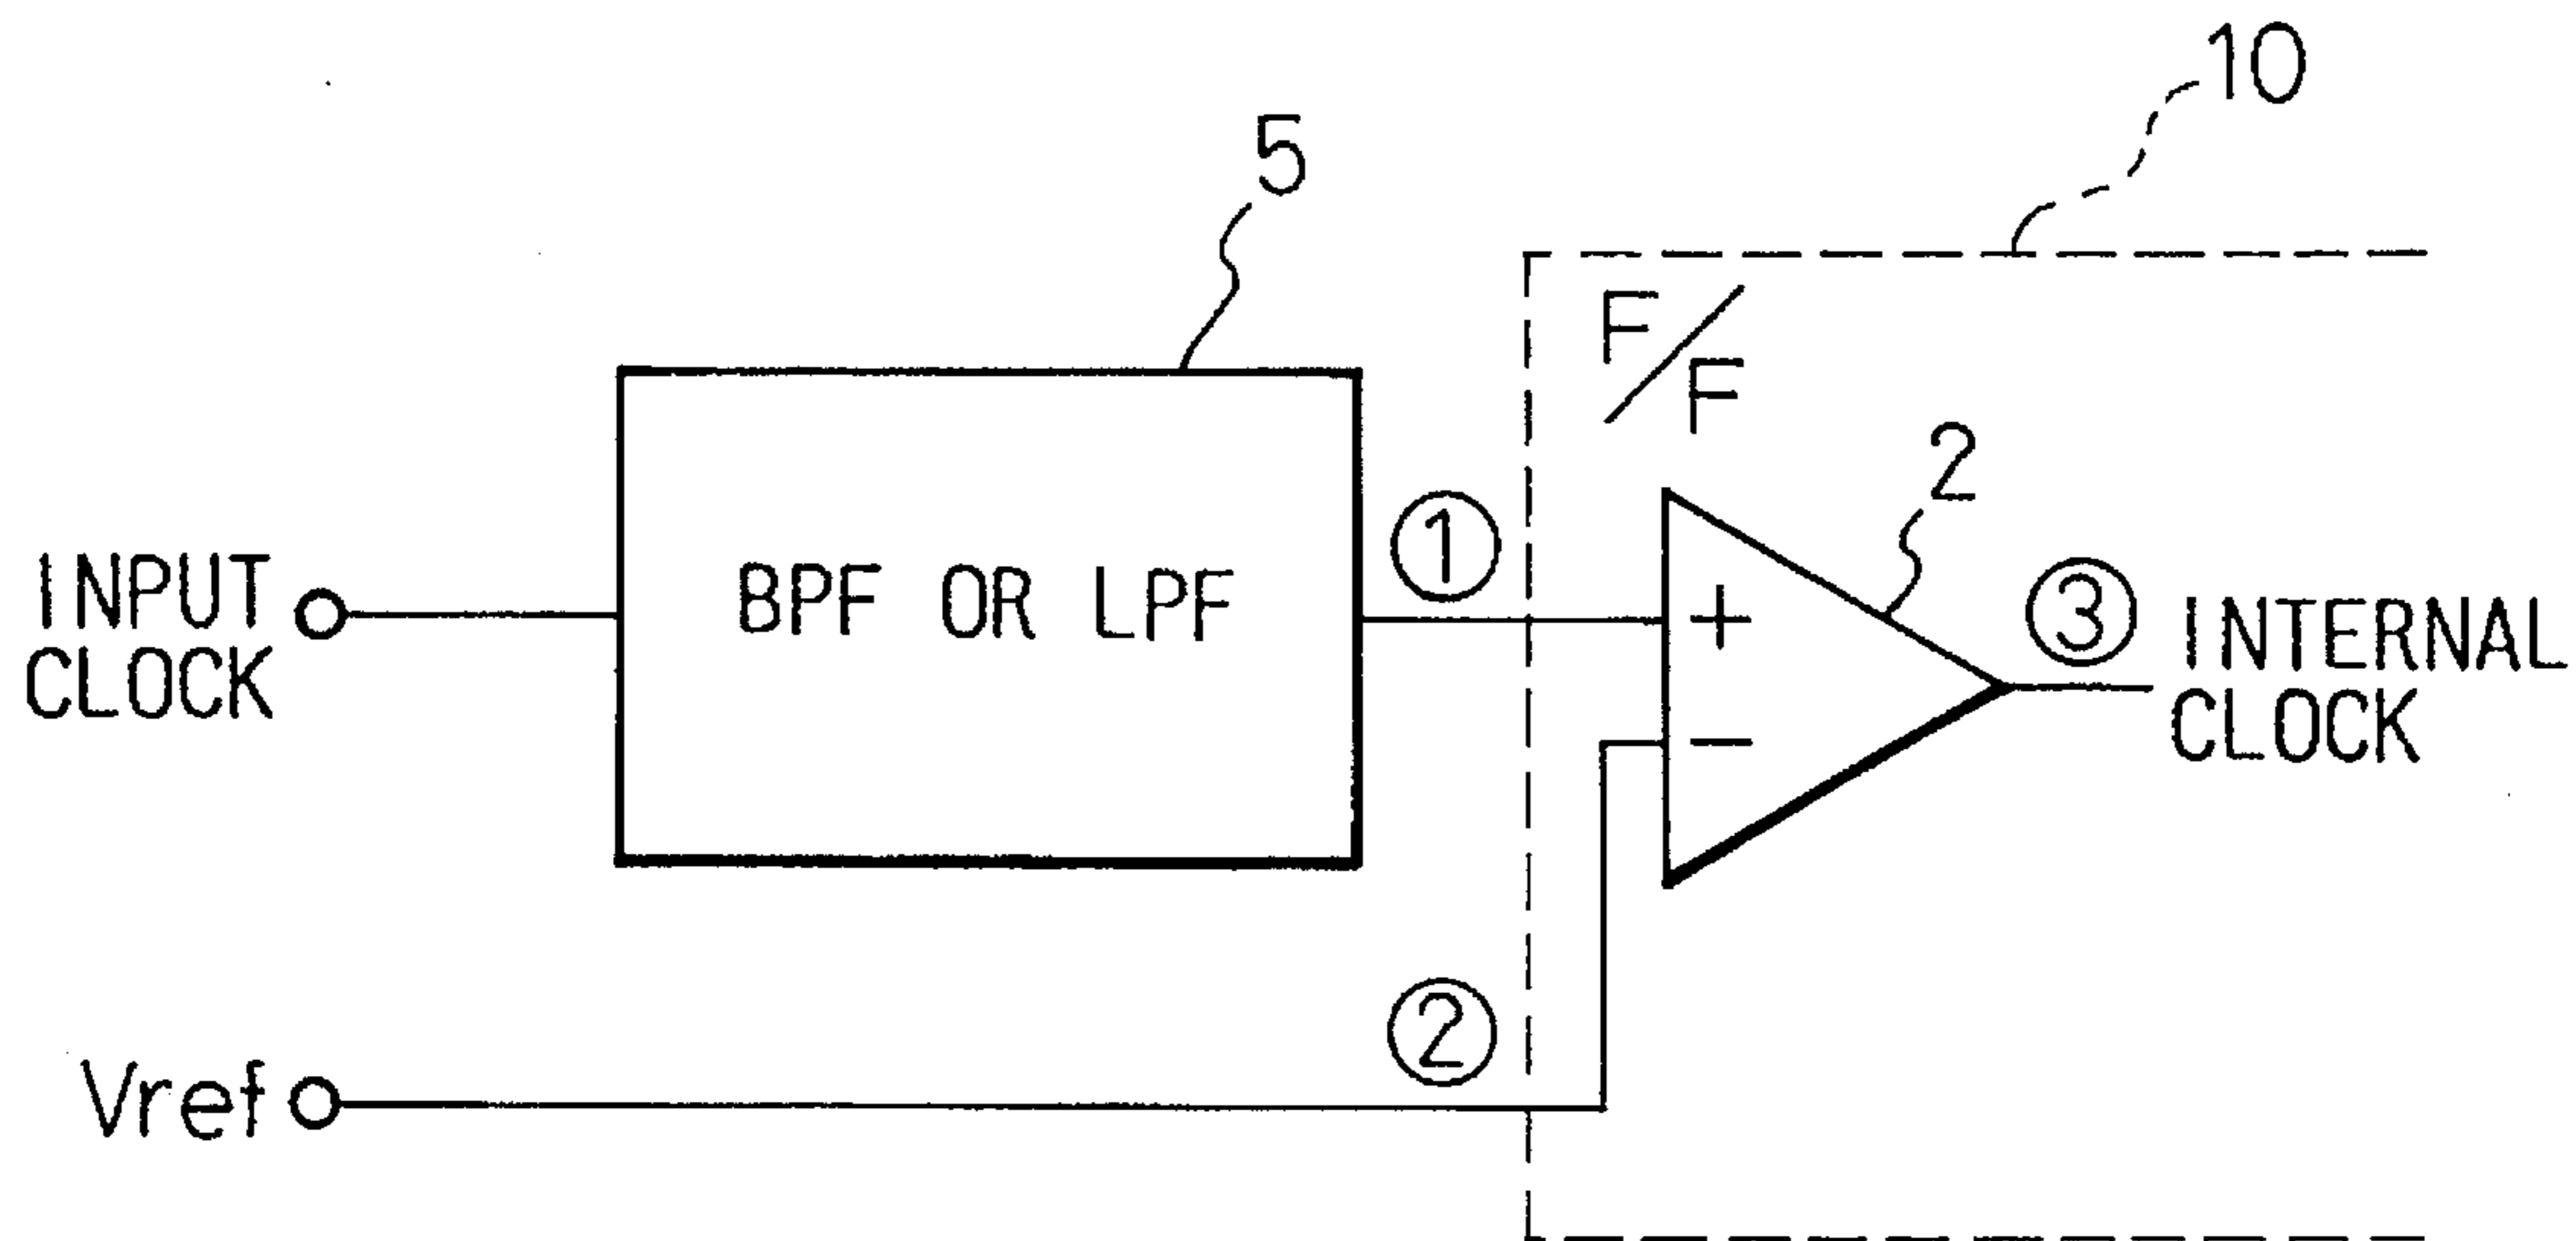 10
5
F/F
2
①
③
INPUT
CLOCK
BPF OR LPF
INTERNAL
CLOCK
+
−
②
Vref